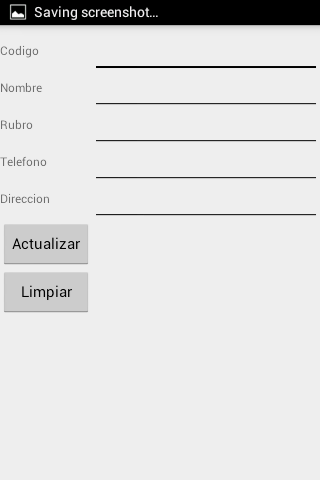 Saving screenshot...
Codigo
Nombre
Rubro
Telefono
Direccion
Actualizar
Limpiar